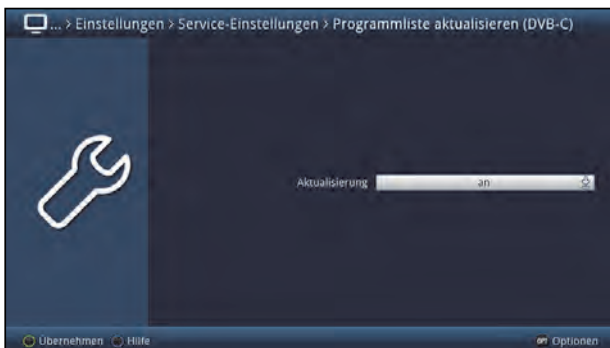 ... > Einstellungen > Service-Einstellungen > Programmliste aktualisieren (DVB-C)
Aktualisierung an
Übernehmen Hilfe Optionen